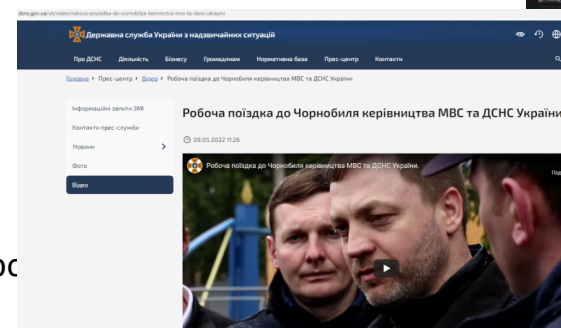 dsns.gov.ua/uk/video/roboca-poyizdka-do-cornobilya-kerivnictva-mvs-ta-dsns-ukrayini
Державна служба України з надзвичайних ситуацій
Про ДСНС Діяльність Бізнесу Громадянам Нормативна база Прес-центр Контакти
Головна Прес-центр Відео Робоча поїздка до Чорнобиля керівництва МВС та ДСНС України
Інформаційні запити ЗМІ
Контакти прес-служби
Новини
Фото
Відео
Робоча поїздка до Чорнобиля керівництва МВС та ДСНС України
09.05.2022 11:26
Робоча поїздка до Чорнобиля керівництва МВС та ДСНС України.